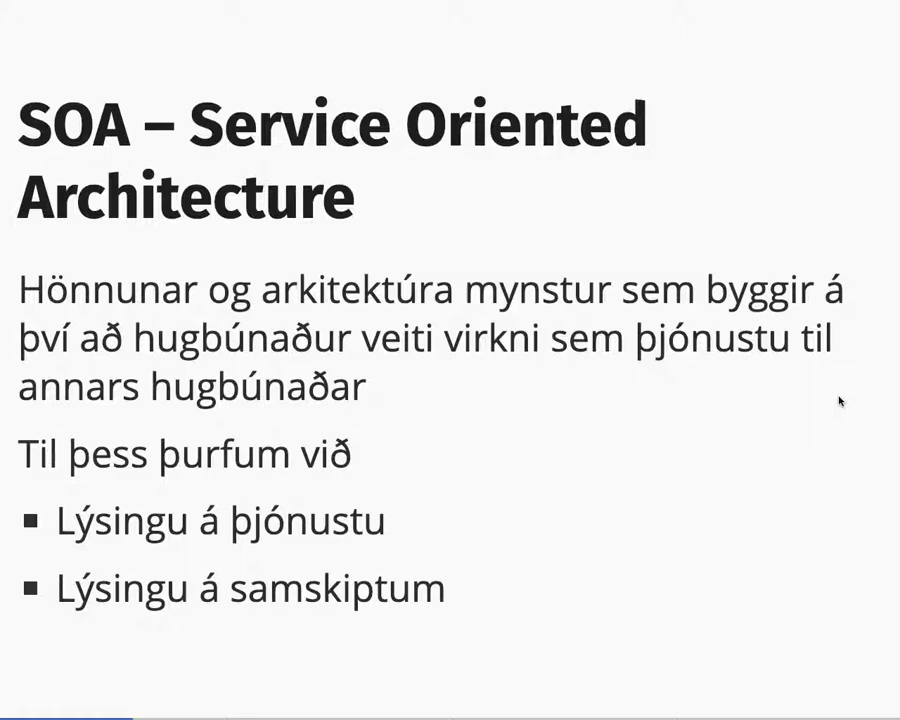 SOA – Service Oriented
Architecture
Hönnunar og arkitektúra mynstur sem byggir á
því að hugbúnaður veiti virkni sem þjónustu til
annars hugbúnaðar
Til þess þurfum við
▪ Lýsingu á þjónustu
▪ Lýsingu á samskiptum